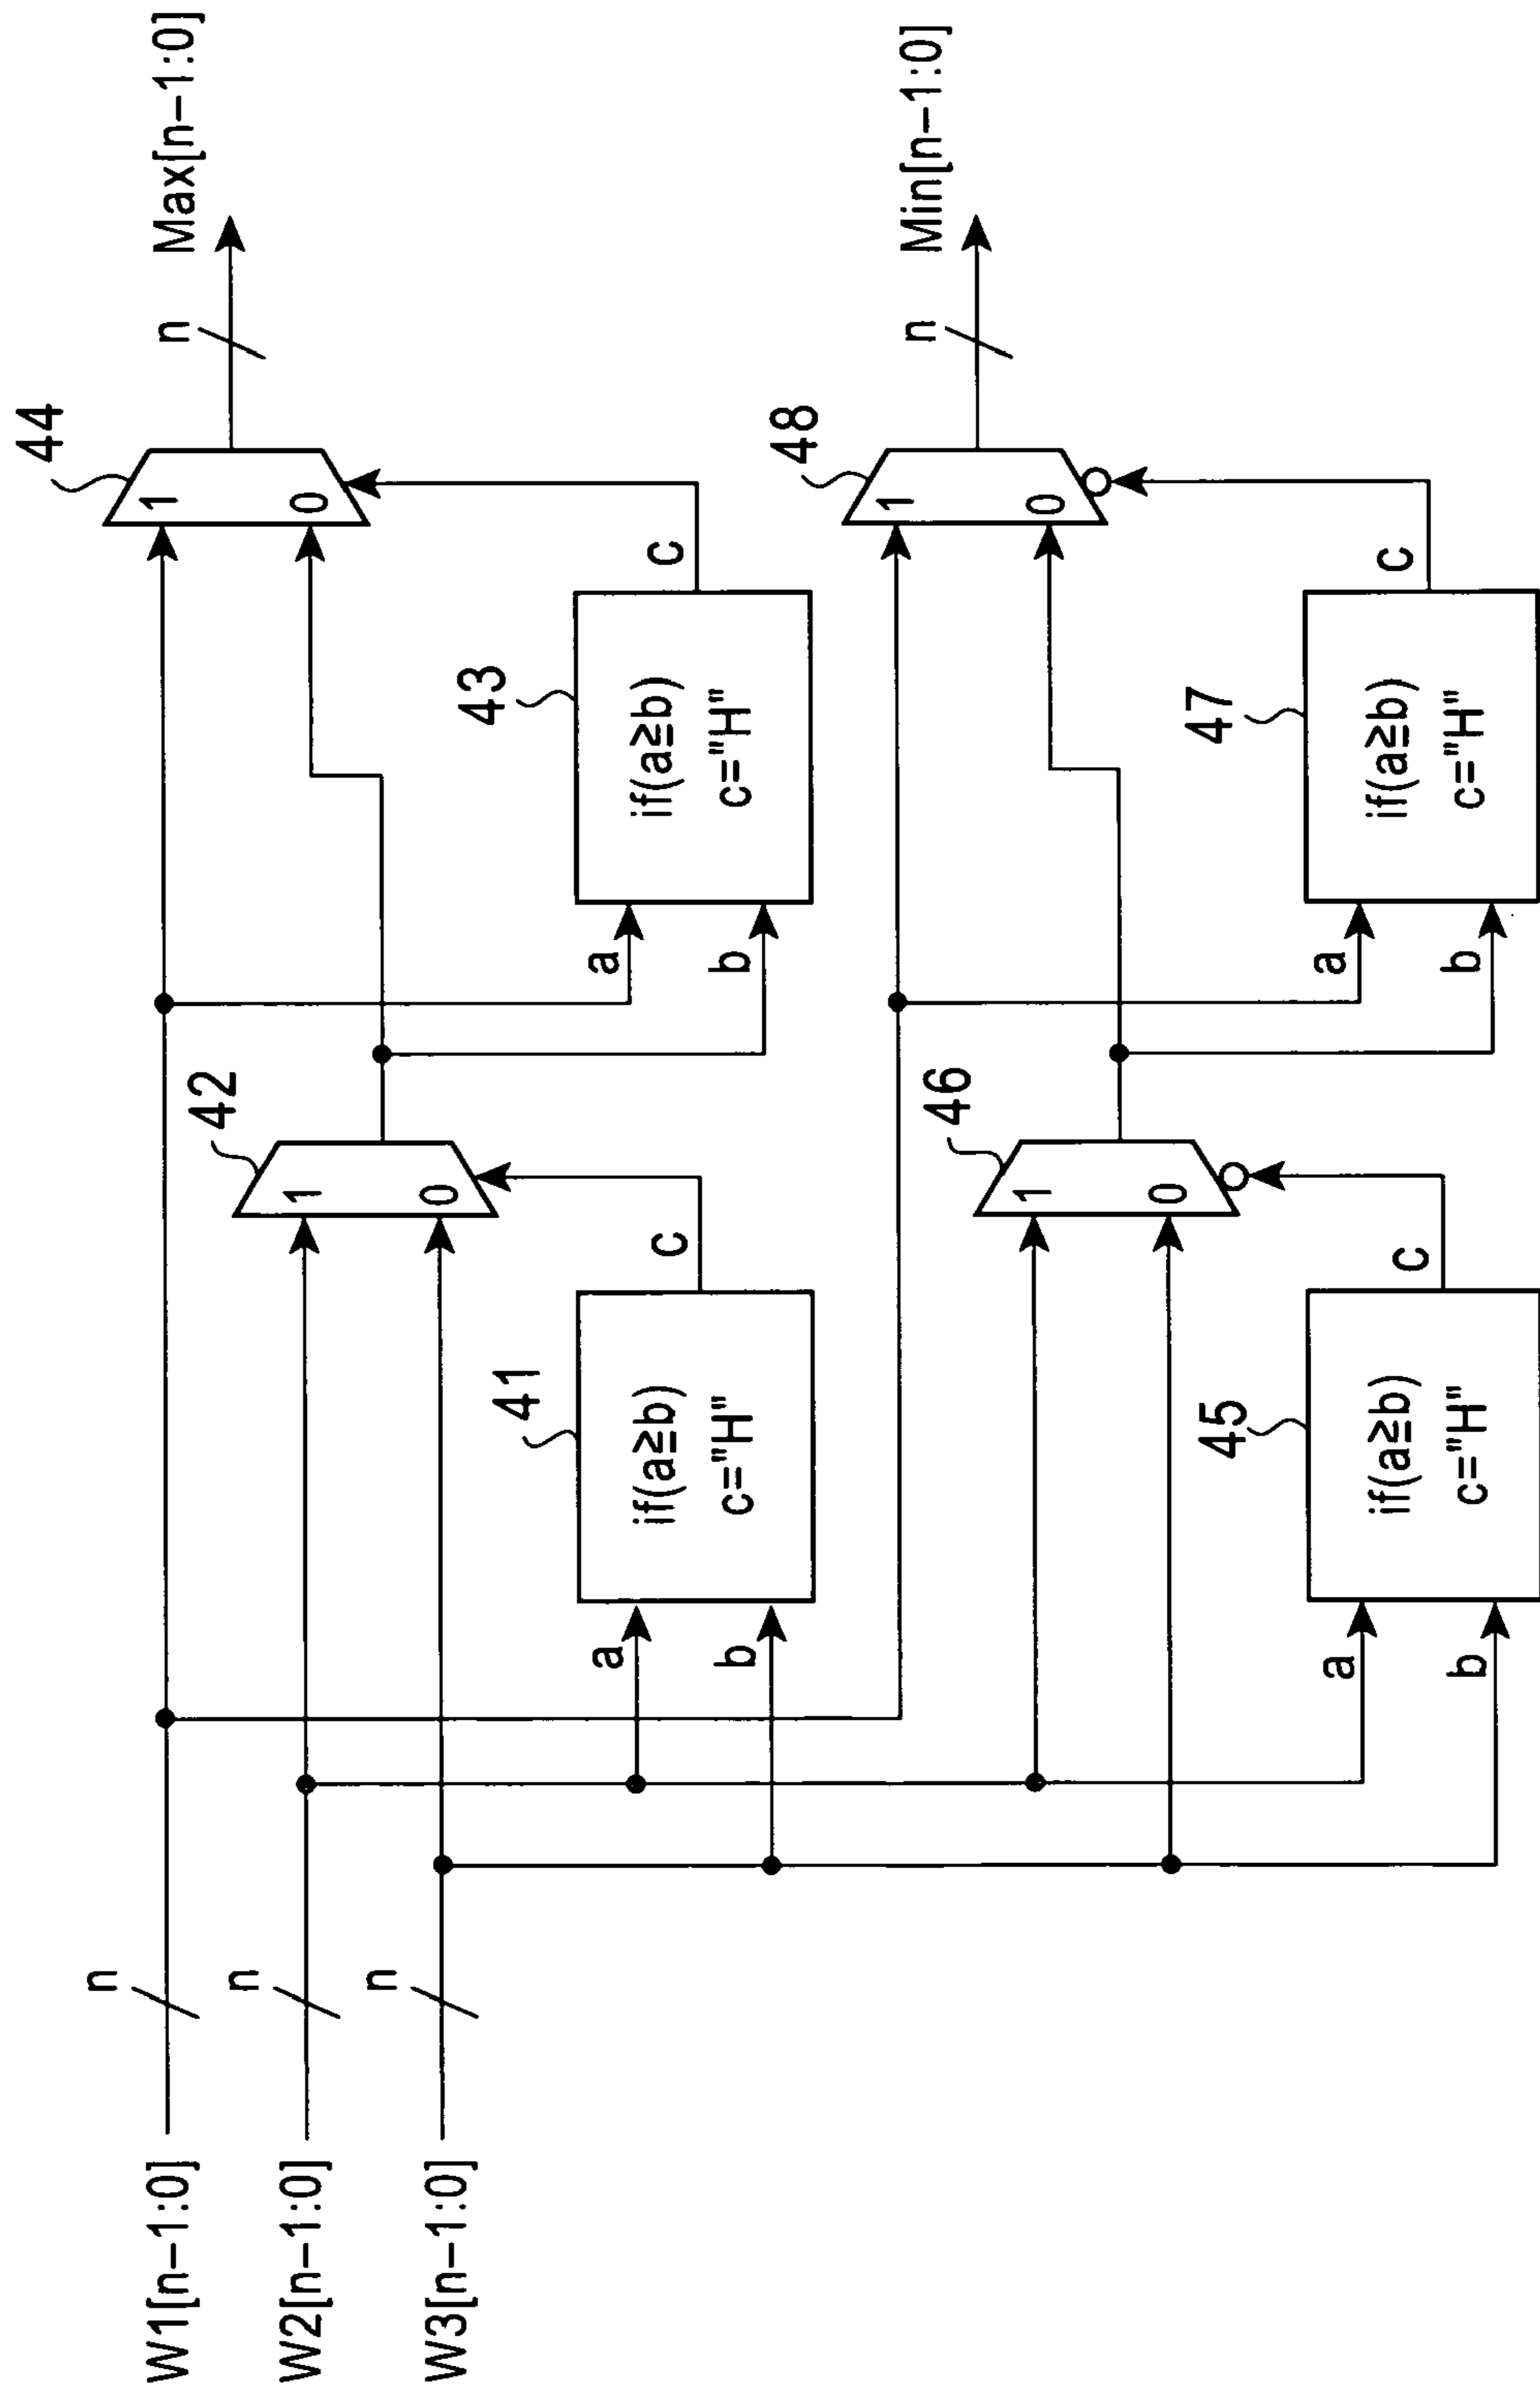 W1[n-1:0]
n
W2[n-1:0]
n
W3[n-1:0]
n
a
b
41
if(a≧b)
c="H"
c
42
1
0
a
b
43
if(a≧b)
c="H"
c
44
1
0
n
Max[n-1:0]
a
b
45
if(a≧b)
c="H"
c
46
1
0
a
b
47
if(a≧b)
c="H"
c
48
1
0
n
Min[n-1:0]